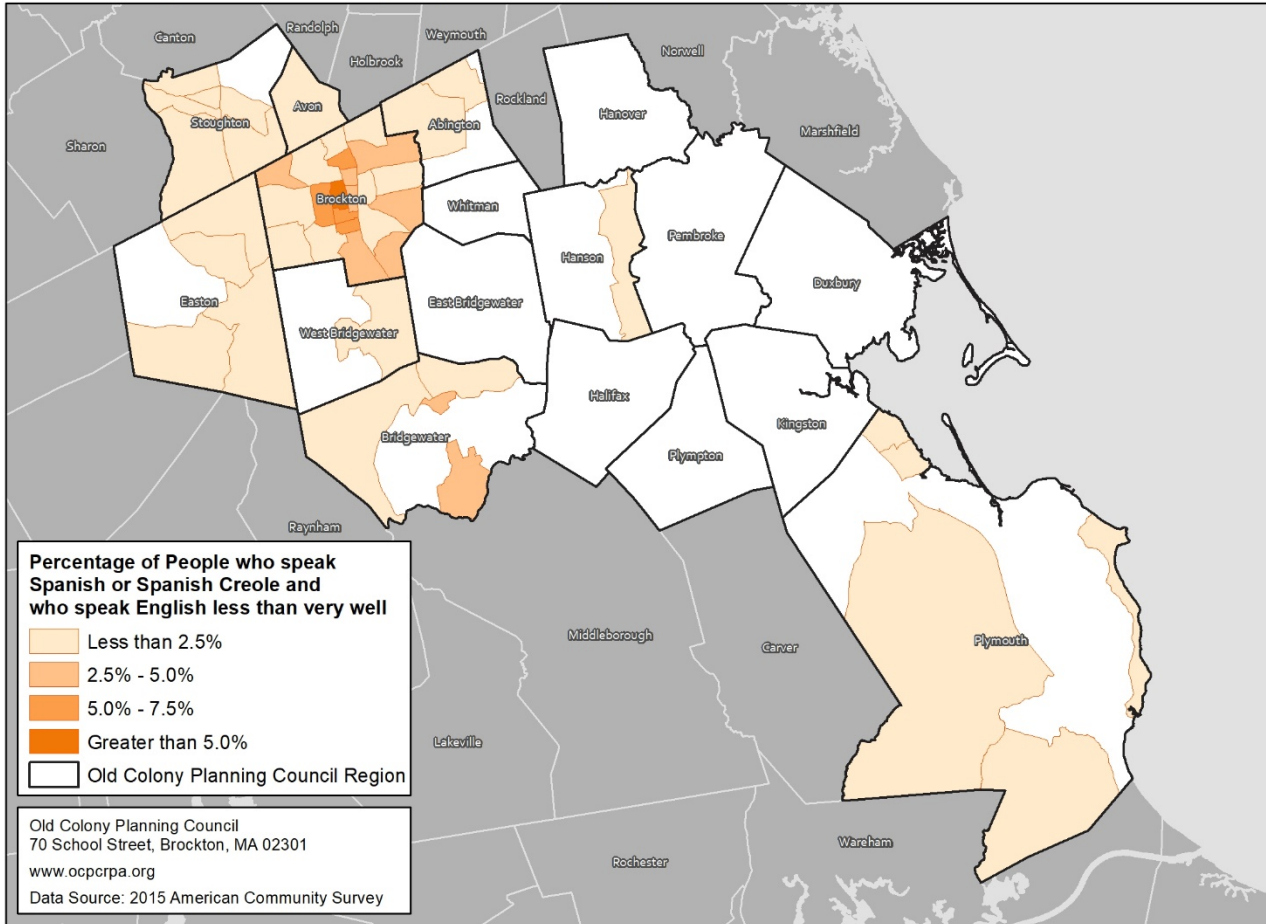 Canton
Randolph
Weymouth
Norwell
Holbrook
Rockland
Avon
Hanover
Stoughton
Abington
Marshfield
Sharon
Brockton
Whitman
Pembroke
Hanson
Duxbury
Easton
East Bridgewater
West Bridgewater
Halifax
Kingston
Bridgewater
Plympton
Raynham
Percentage of People who speak
Spanish or Spanish Creole and
who speak English less than very well
Less than 2.5%
2.5% - 5.0%
5.0% - 7.5%
Greater than 5.0%
Old Colony Planning Council Region
Middleborough
Carver
Plymouth
Lakeville
Old Colony Planning Council
70 School Street, Brockton, MA 02301
www.ocpcrpa.org
Data Source: 2015 American Community Survey
Rochester
Wareham